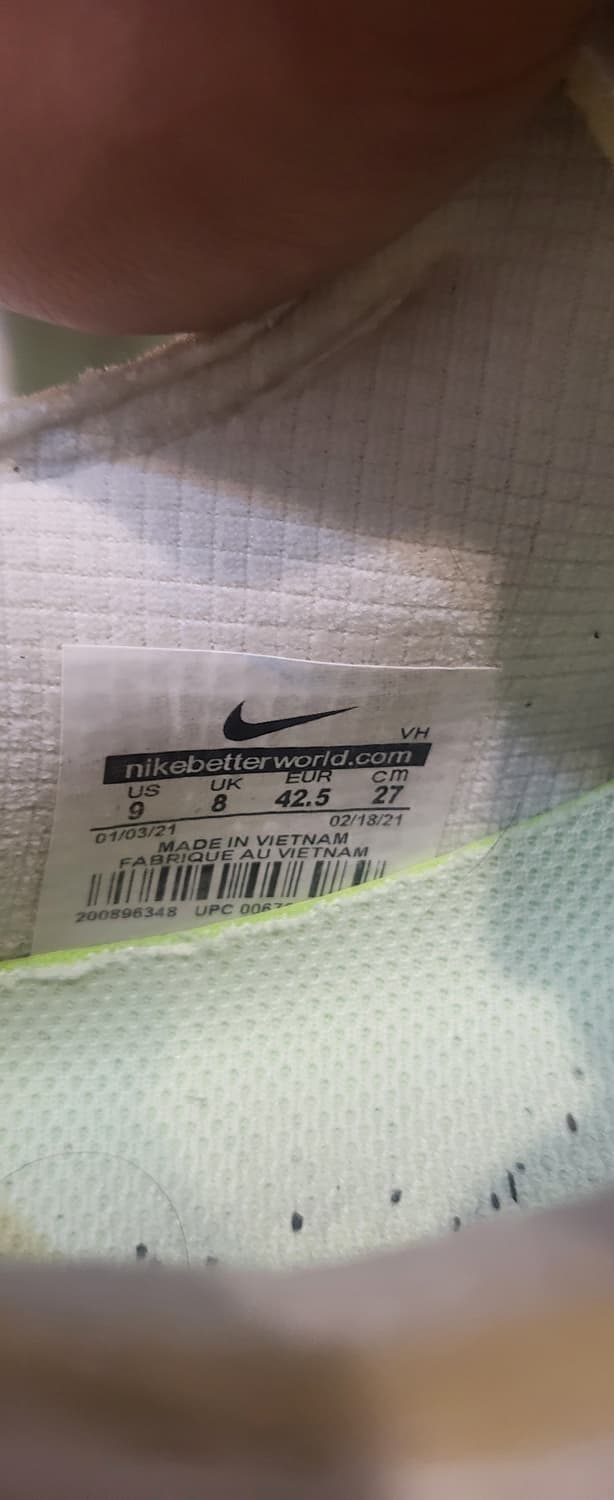 VH
nikebetterworld.com
US UK EUR cm
9 8 42.5 27
01/03/21 02/18/21
MADE IN VIETNAM
FABRIQUE AU VIETNAM
200896348 UPC